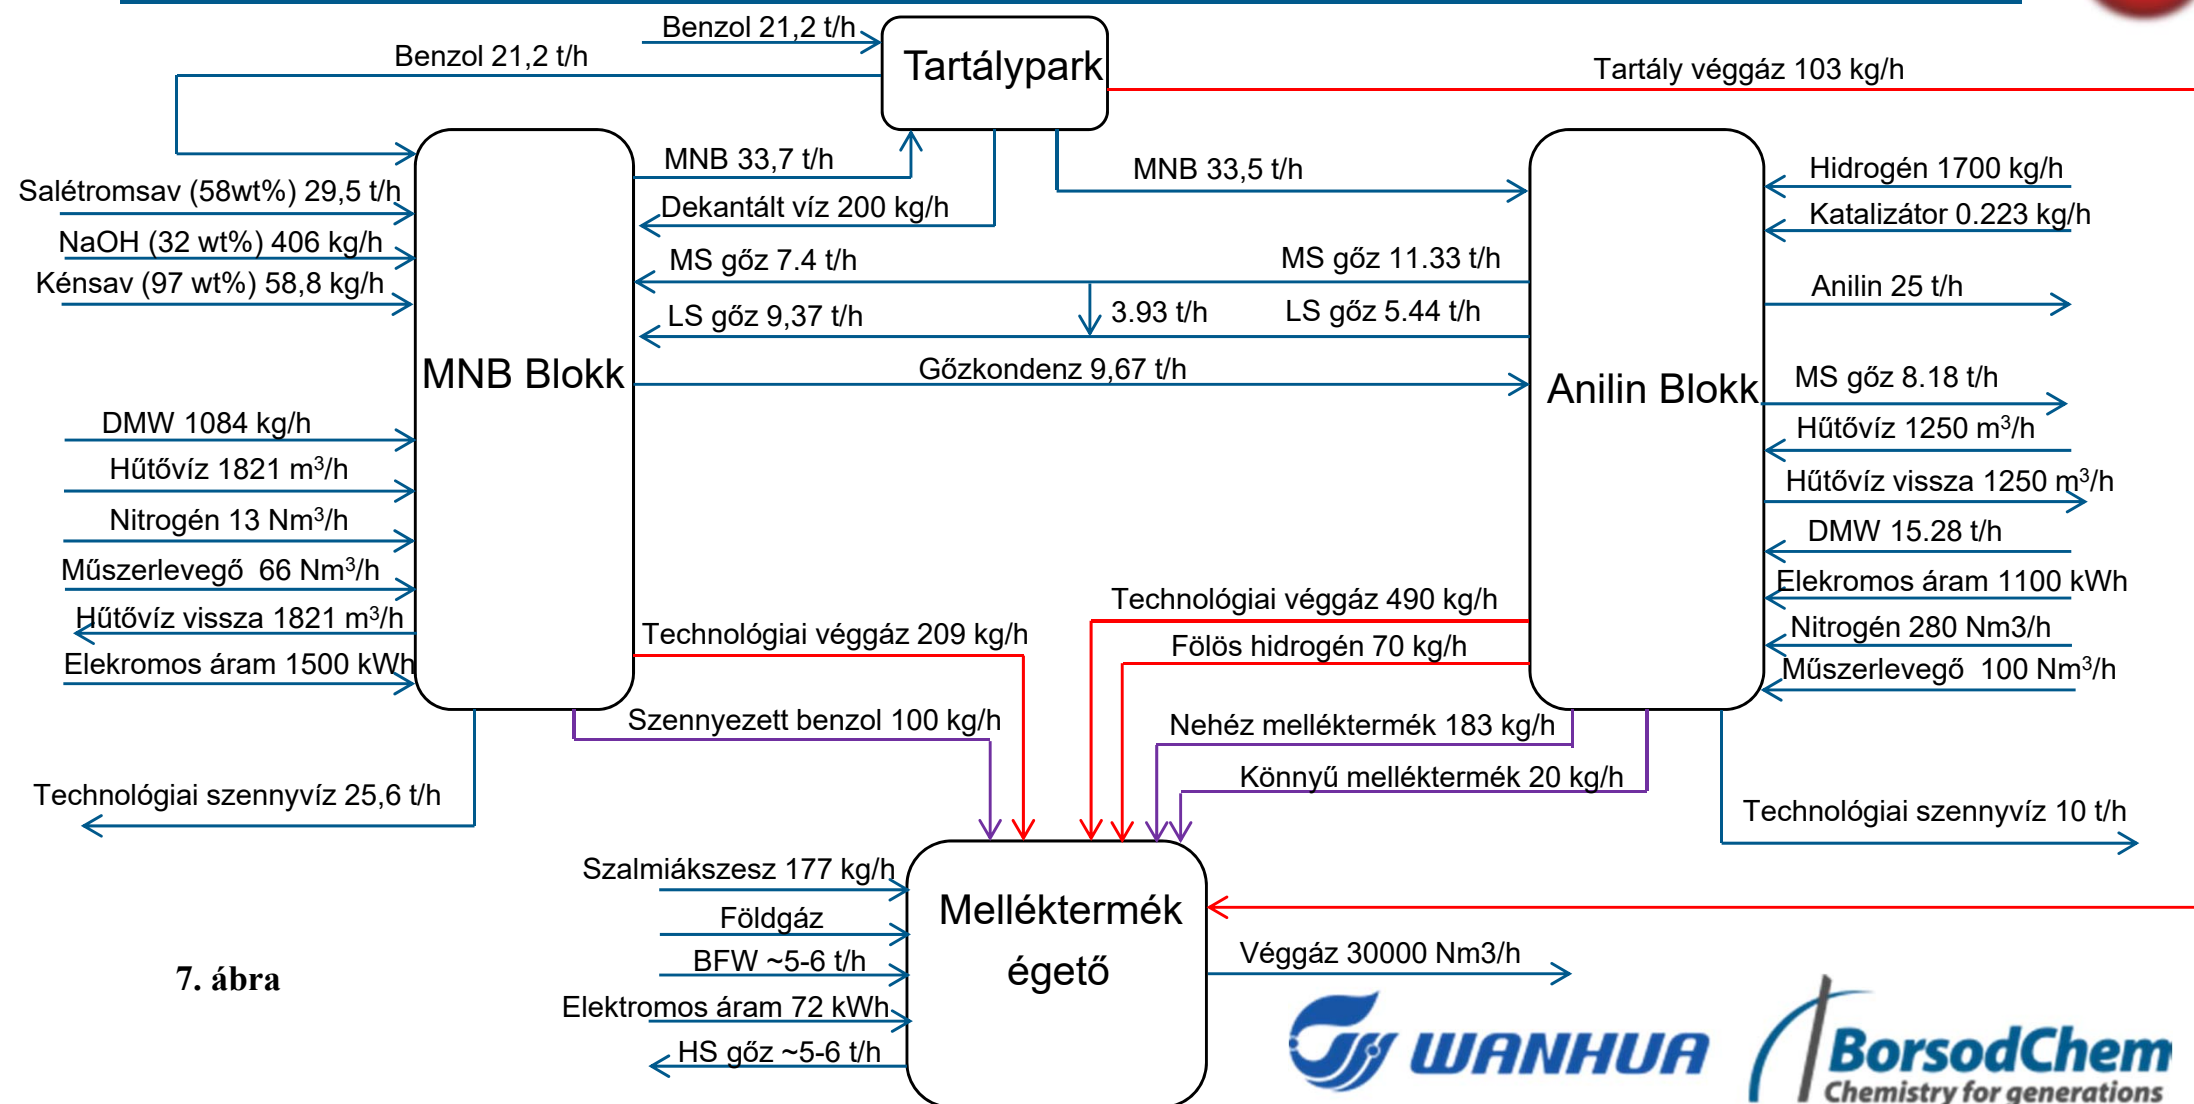 Benzol 21,2 t/h
Benzol 21,2 t/h
Tartálypark
Tartály véggáz 103 kg/h
MNB 33,7 t/h
MNB 33,5 t/h
Dekantált víz 200 kg/h
Salétromsav (58wt%) 29,5 t/h
NaOH (32 wt%) 406 kg/h
Kénsav (97 wt%) 58,8 kg/h
MNB Blokk
DMW 1084 kg/h
Hűtővíz 1821 m³/h
Nitrogén 13 Nm³/h
Műszerlevegő 66 Nm³/h
Hűtővíz vissza 1821 m³/h
Elekromos áram 1500 kWh
Technológiai szennyvíz 25,6 t/h
MS gőz 7.4 t/h
MS gőz 11.33 t/h
LS gőz 9,37 t/h
3.93 t/h
LS gőz 5.44 t/h
Gőzkondenz 9,67 t/h
Hidrogén 1700 kg/h
Katalizátor 0.223 kg/h
Anilin 25 t/h
Anilin Blokk
MS gőz 8.18 t/h
Hűtővíz 1250 m³/h
Hűtővíz vissza 1250 m³/h
DMW 15.28 t/h
Elekromos áram 1100 kWh
Nitrogén 280 Nm3/h
Műszerlevegő 100 Nm³/h
Technológiai véggáz 490 kg/h
Technológiai véggáz 209 kg/h
Fölös hidrogén 70 kg/h
Szennyezett benzol 100 kg/h
Nehéz melléktermék 183 kg/h
Könnyű melléktermék 20 kg/h
Technológiai szennyvíz 10 t/h
Szalmiákszesz 177 kg/h
Földgáz
BFW ~5-6 t/h
Elektromos áram 72 kWh
HS gőz ~5-6 t/h
Melléktermék
égető
Véggáz 30000 Nm3/h
7. ábra
WANHUA
BorsodChem
Chemistry for generations